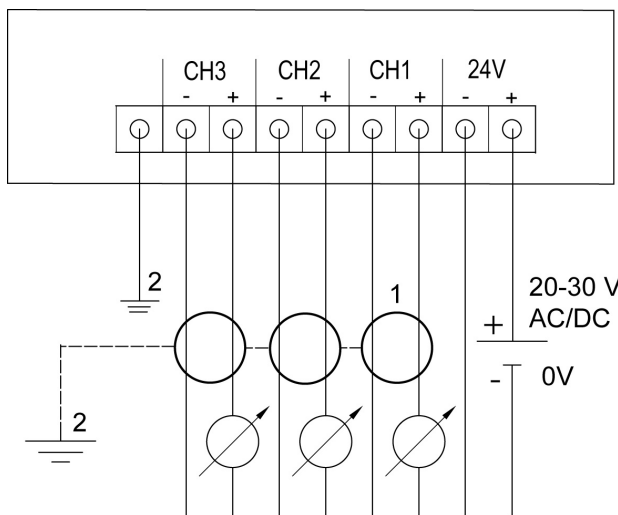 CH3 CH2 CH1 24V
- + - + - + - +
2
1
20-30 V
AC/DC
+
- 0V
2